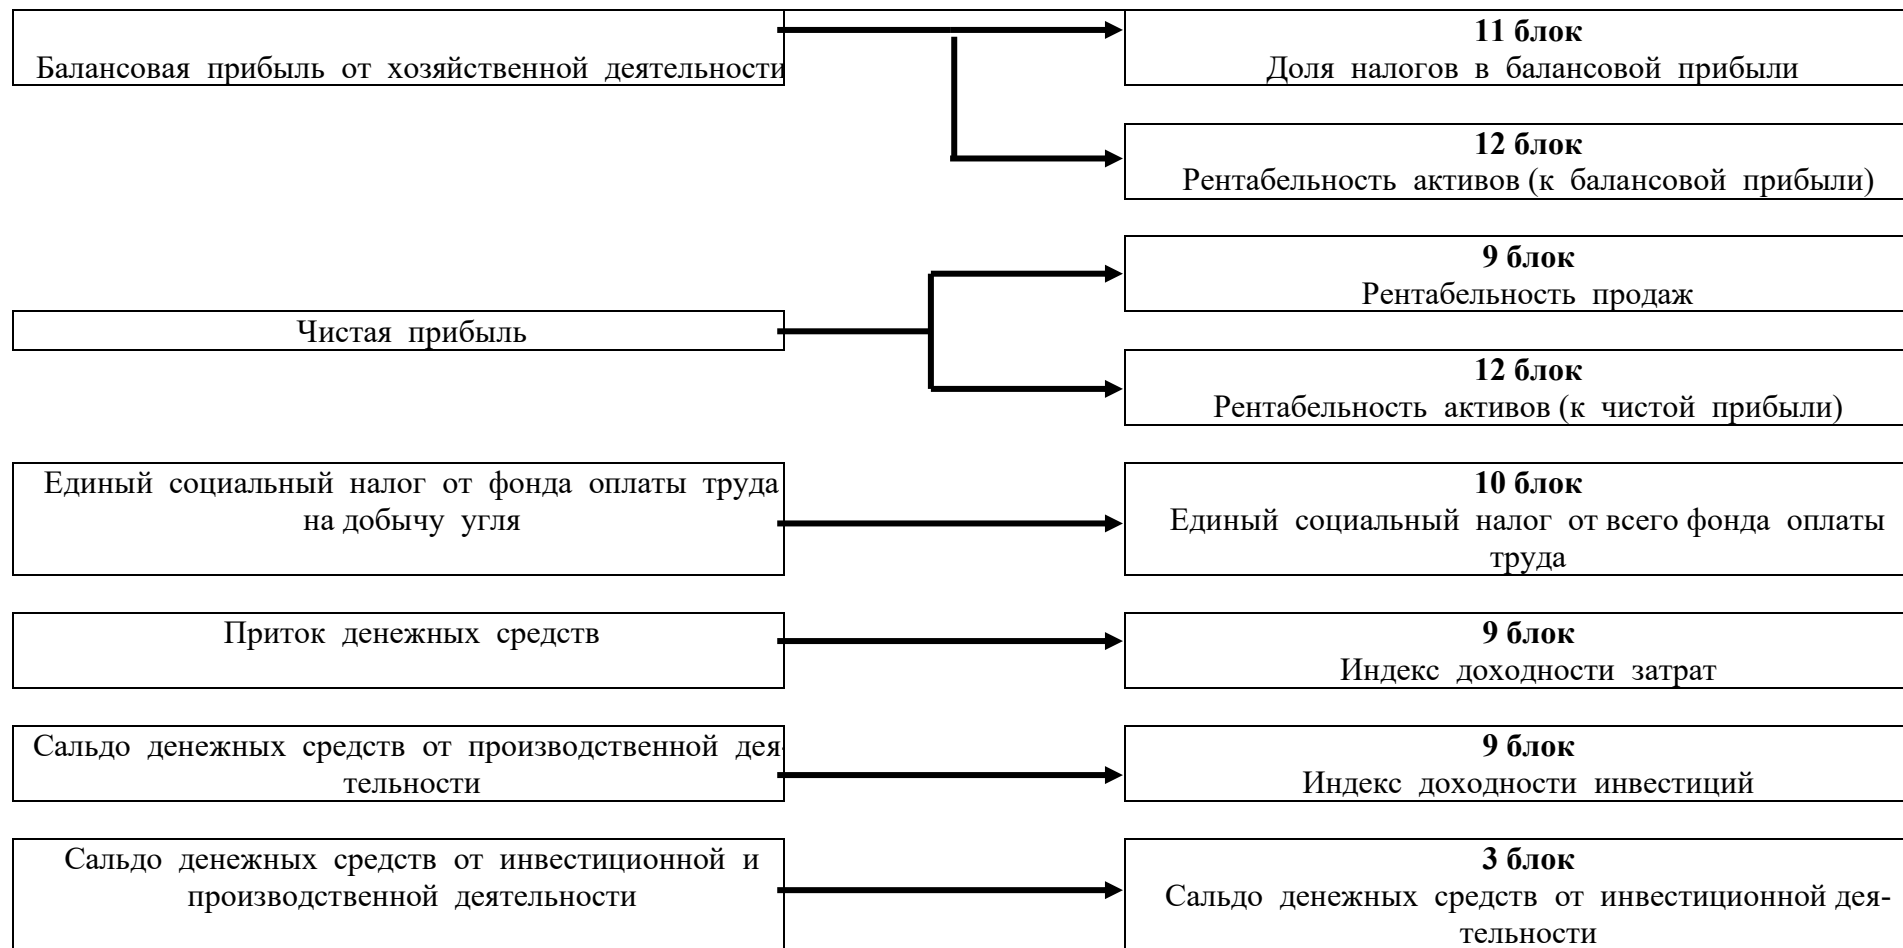 Балансовая прибыль от хозяйственной деятельности
11 блок
Доля налогов в балансовой прибыли
12 блок
Рентабельность активов (к балансовой прибыли)
9 блок
Рентабельность продаж
Чистая прибыль
12 блок
Рентабельность активов (к чистой прибыли)
Единый социальный налог от фонда оплаты труда
на добычу угля
10 блок
Единый социальный налог от всего фонда оплаты
труда
Приток денежных средств
9 блок
Индекс доходности затрат
Сальдо денежных средств от производственной дея-
тельности
9 блок
Индекс доходности инвестиций
Сальдо денежных средств от инвестиционной и
производственной деятельности
3 блок
Сальдо денежных средств от инвестиционной дея-
тельности